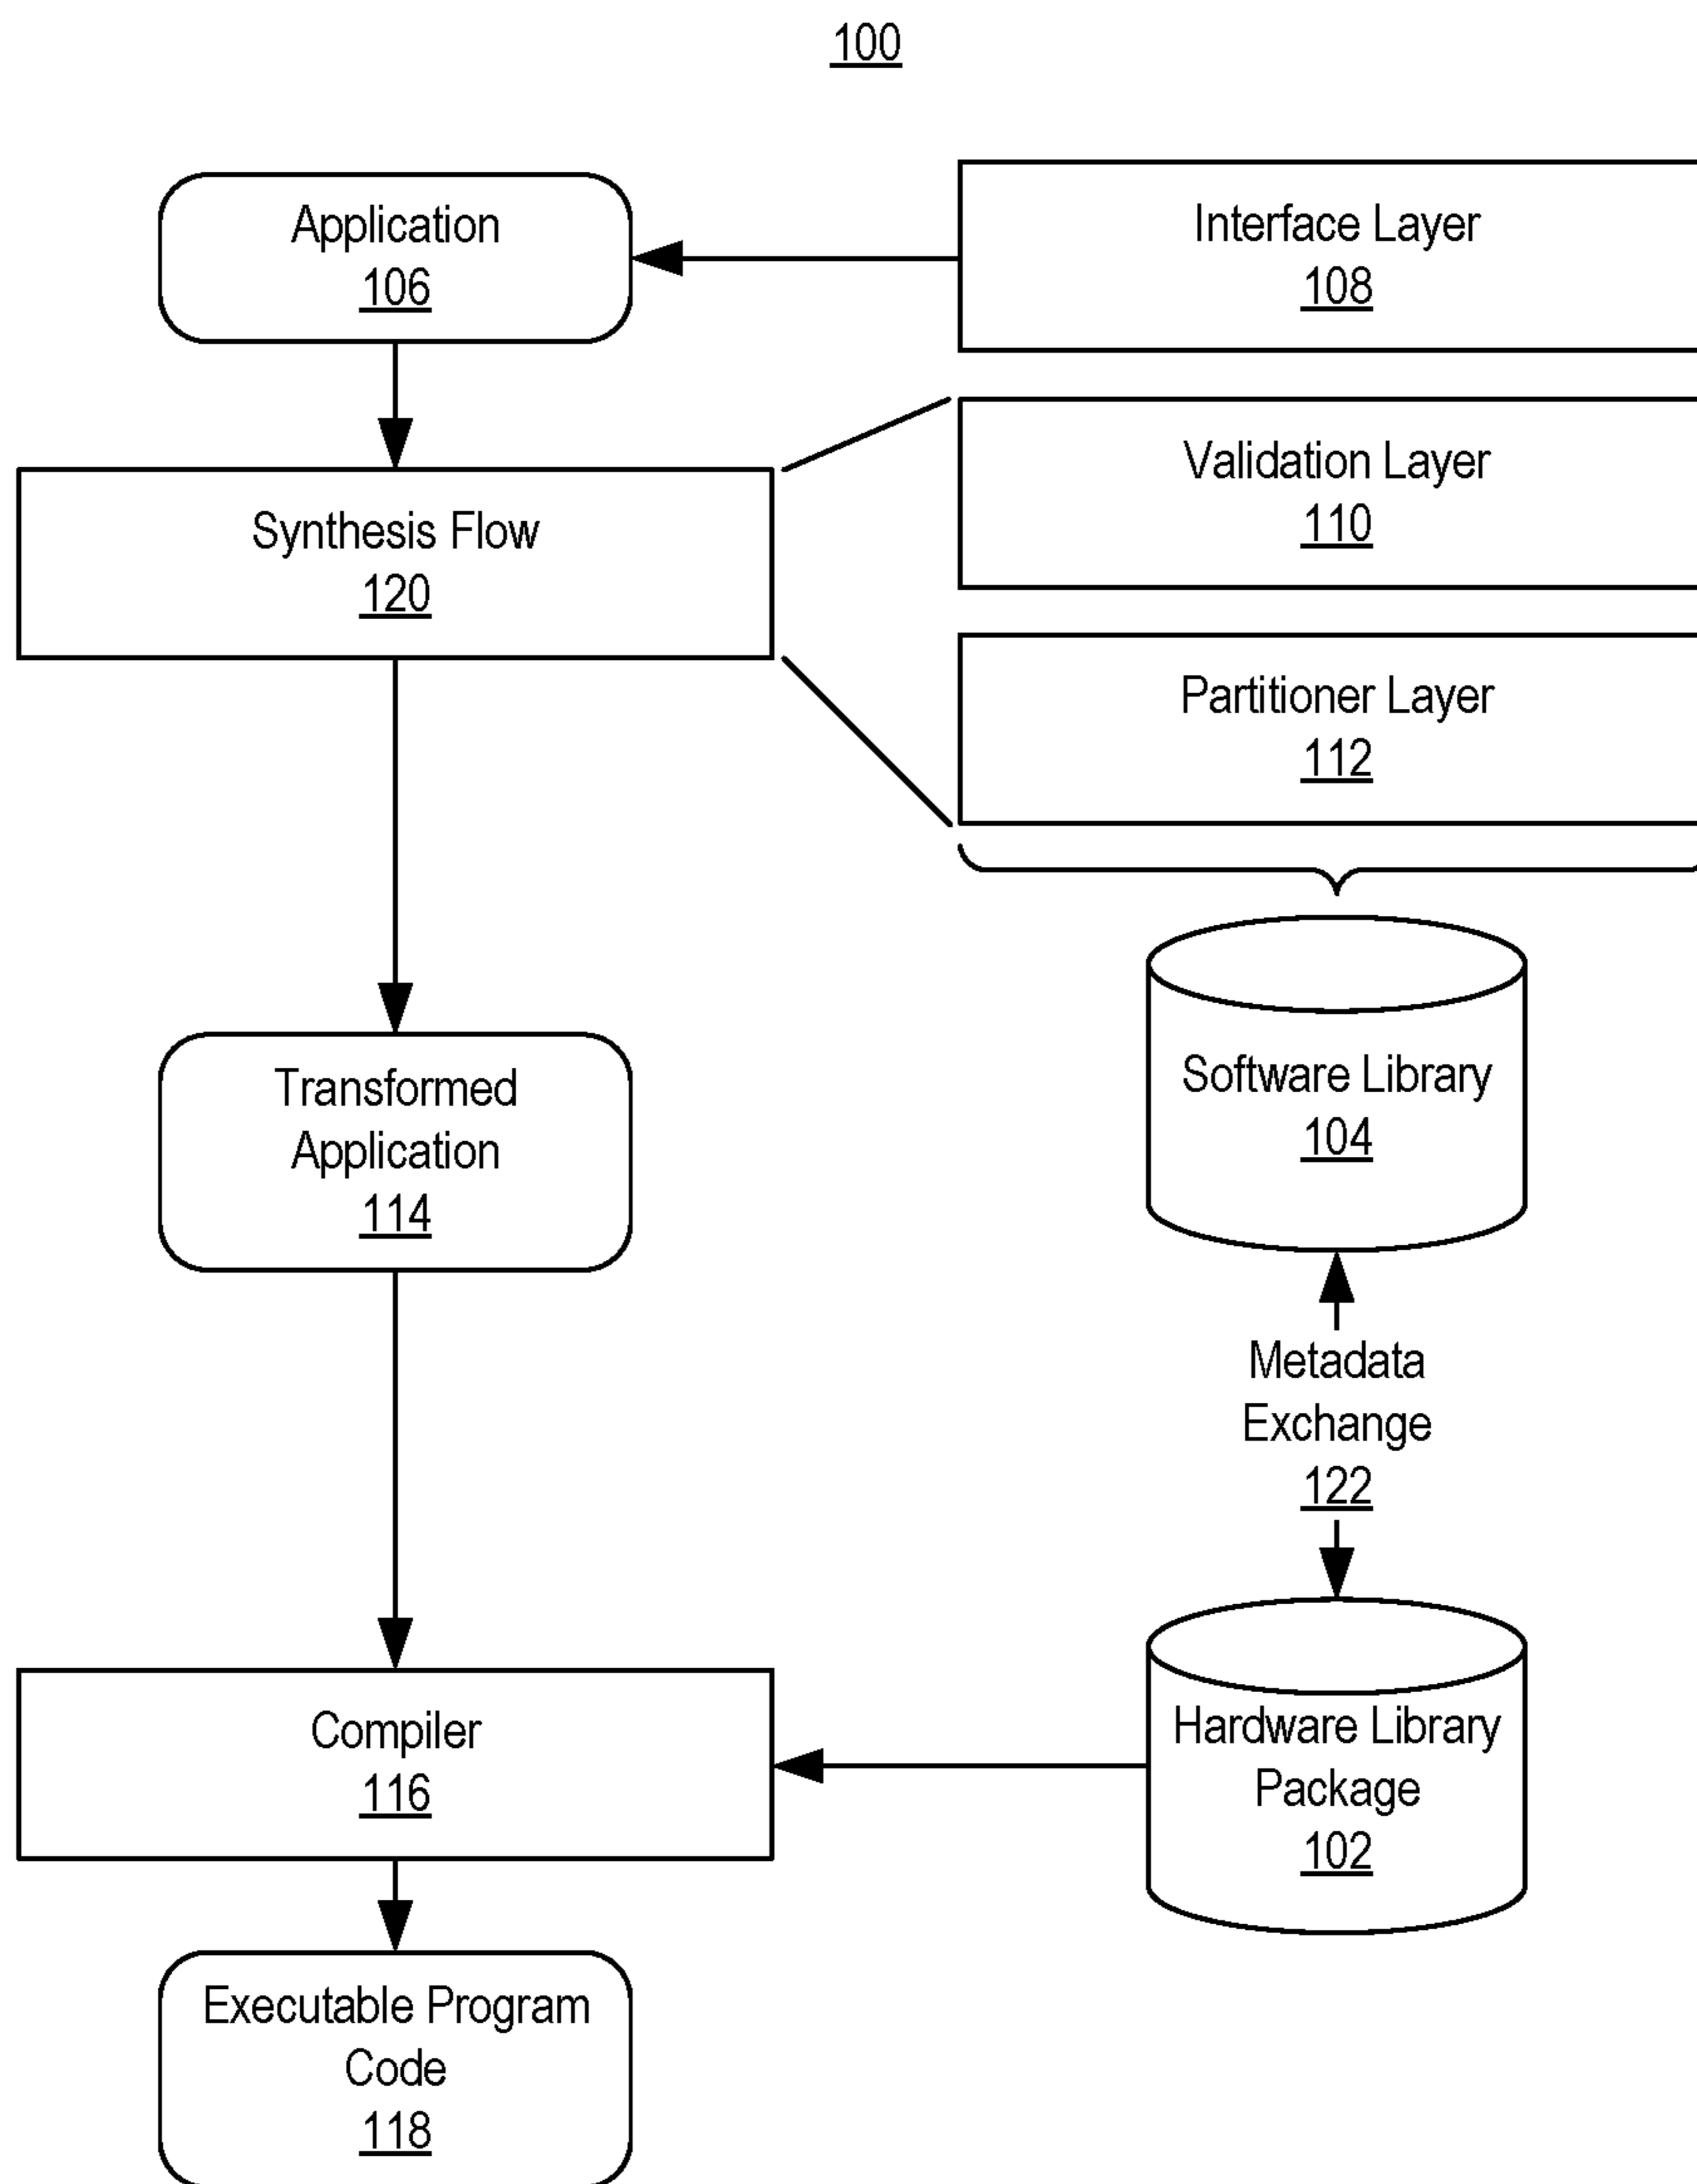 100
Application
106
Interface Layer
108
Synthesis Flow
120
Validation Layer
110
Partitioner Layer
112
Transformed
Application
114
Software Library
104
Metadata
Exchange
122
Compiler
116
Hardware Library
Package
102
Executable Program
Code
118